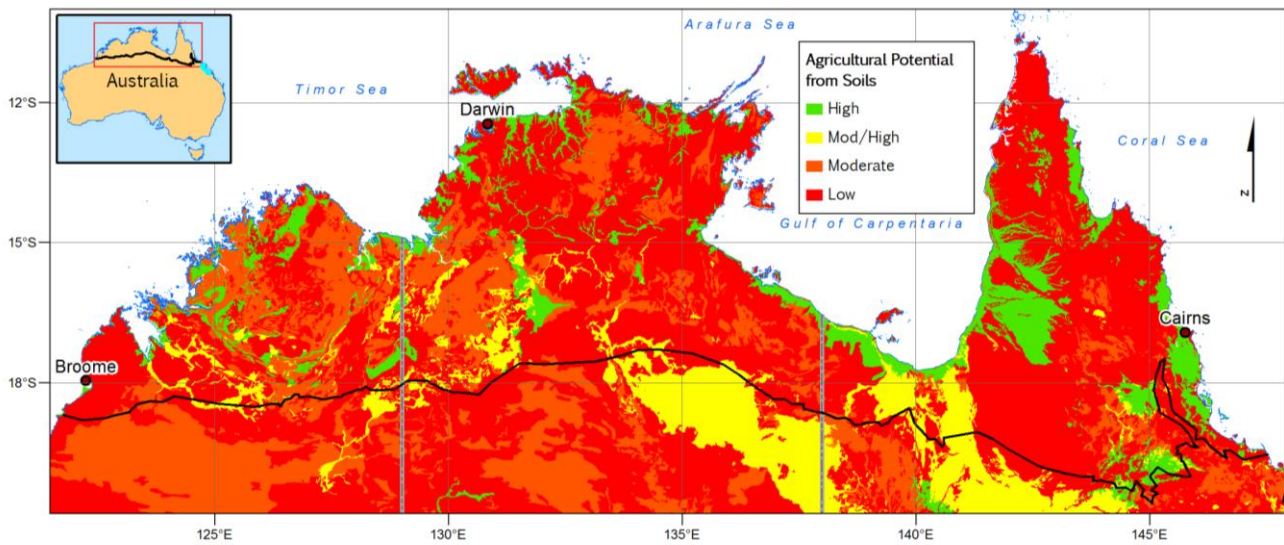 Arafura Sea
Australia
Timor Sea
Agricultural Potential
from Soils
High
Mod/High
Moderate
Low
12°S
Darwin
Coral Sea
N
Gulf of Carpentaria
15°S
Cairns
Broome
18°S
125°E
130°E
135°E
140°E
145°E